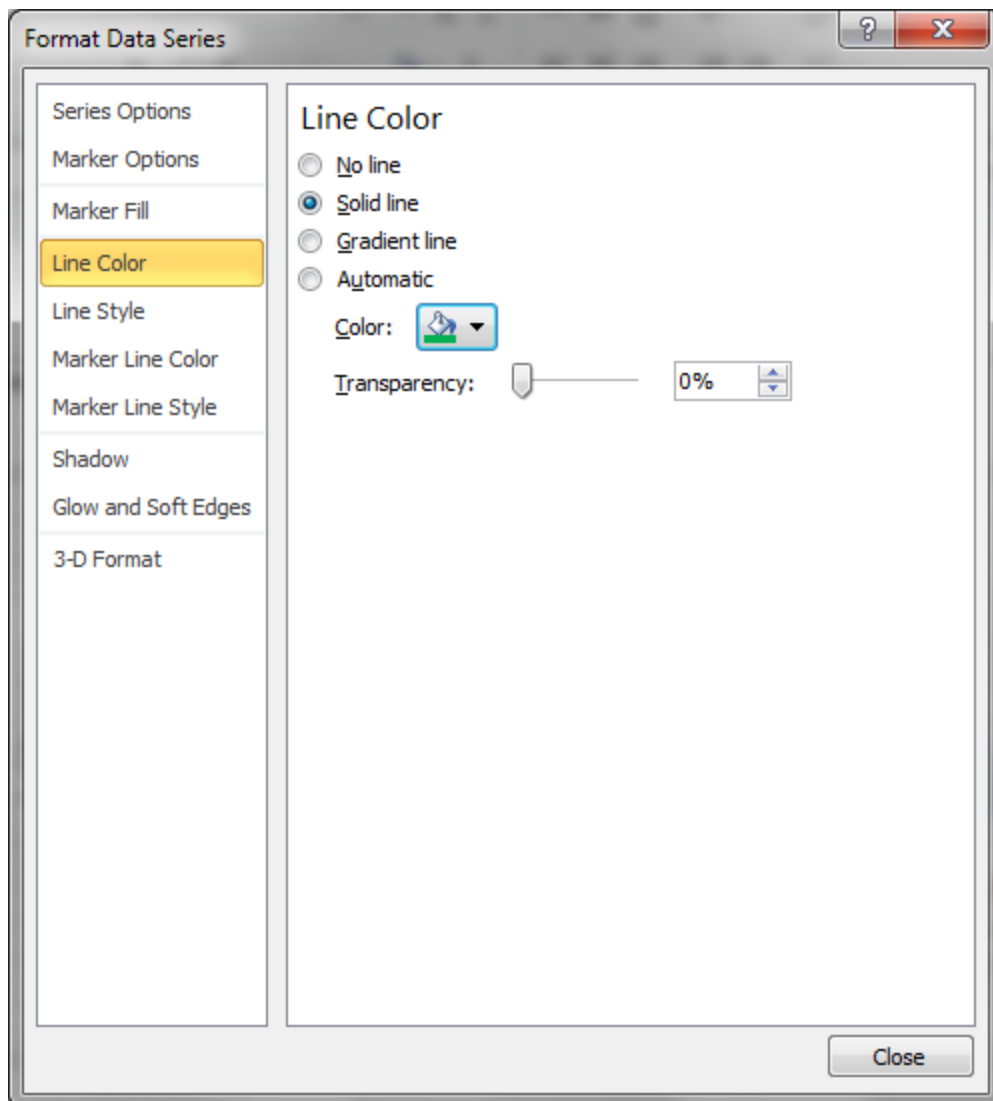 Format Data Series
?
Series Options
Marker Options
Marker Fill
Line Color
Line Style
Marker Line Color
Marker Line Style
Shadow
Glow and Soft Edges
3-D Format
Line Color
No line
Solid line
Gradient line
Automatic
Color:
Transparency: 0%
Close